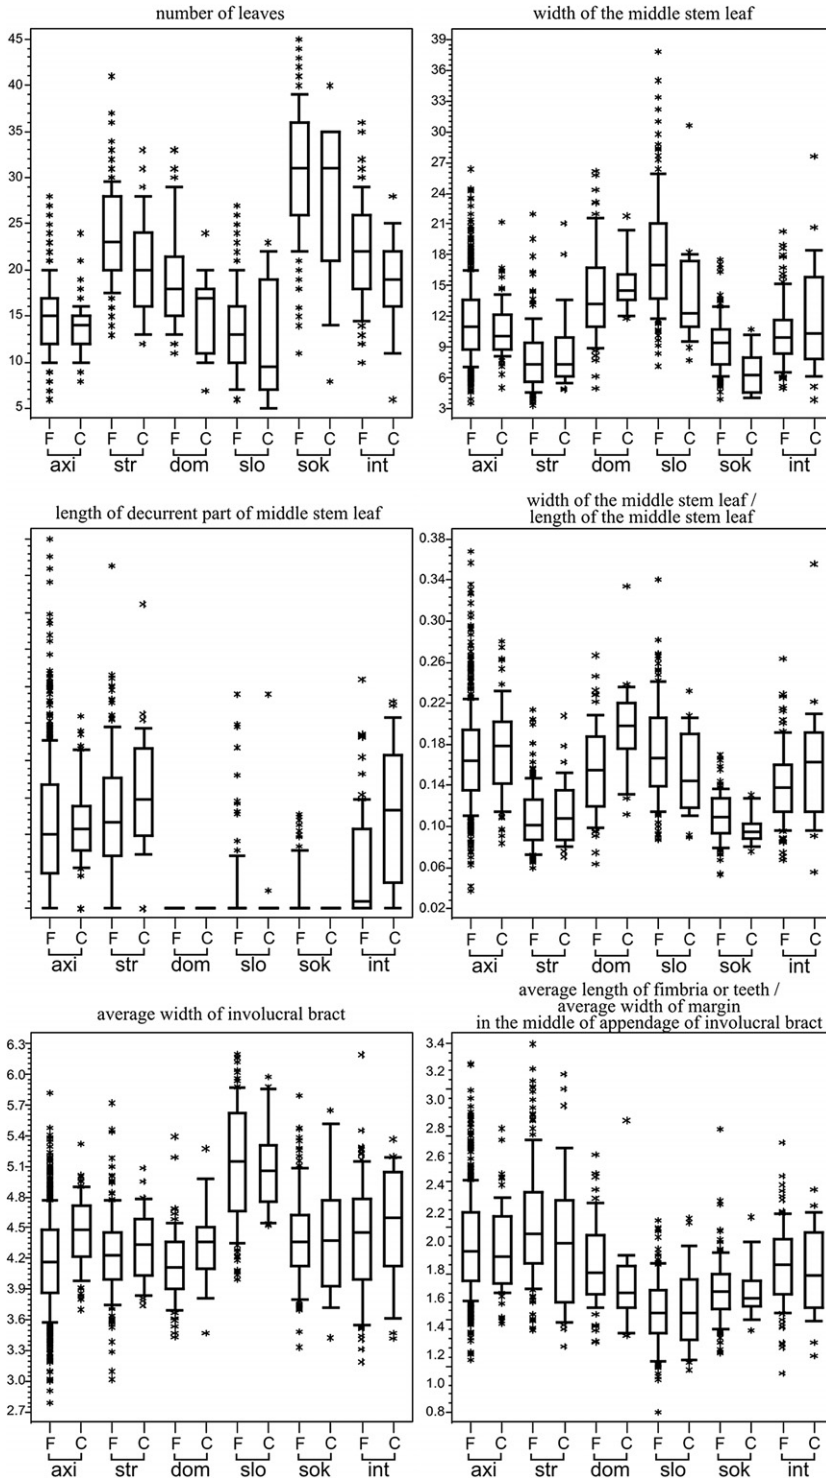 number of leaves
45
40
35
30
25
20
15
10
5
F C F C F C F C F C F C
axi str dom slo sok int
width of the middle stem leaf
39
36
33
30
27
24
21
18
15
12
9
6
3
F C F C F C F C F C F C
axi str dom slo sok int
length of decurrent part of middle stem leaf
F C F C F C F C F C F C
axi str dom slo sok int
width of the middle stem leaf /
length of the middle stem leaf
0.38
0.34
0.30
0.26
0.22
0.18
0.14
0.10
0.06
0.02
F C F C F C F C F C F C
axi str dom slo sok int
average width of involucral bract
6.3
6.0
5.7
5.4
5.1
4.8
4.5
4.2
3.9
3.6
3.3
3.0
2.7
F C F C F C F C F C F C
axi str dom slo sok int
average length of fimbria or teeth /
average width of margin
in the middle of appendage of involucral bract
3.4
3.2
3.0
2.8
2.6
2.4
2.2
2.0
1.8
1.6
1.4
1.2
1.0
0.8
F C F C F C F C F C F C
axi str dom slo sok int